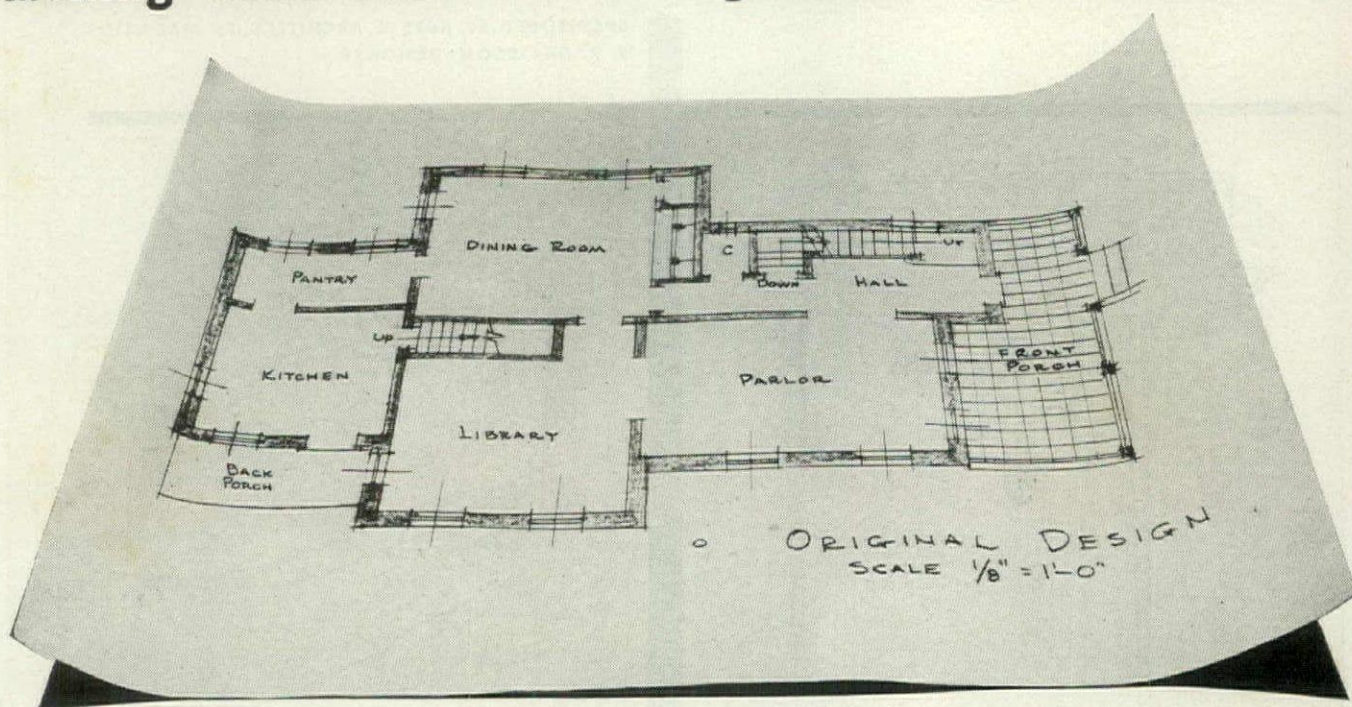 DINING ROOM
PANTRY
C
UP
DOWN
HALL
UP
KITCHEN
PARLOR
FRONT
PORCH
LIBRARY
BACK
PORCH
ORIGINAL DESIGN
SCALE 1/8" = 1'-0"